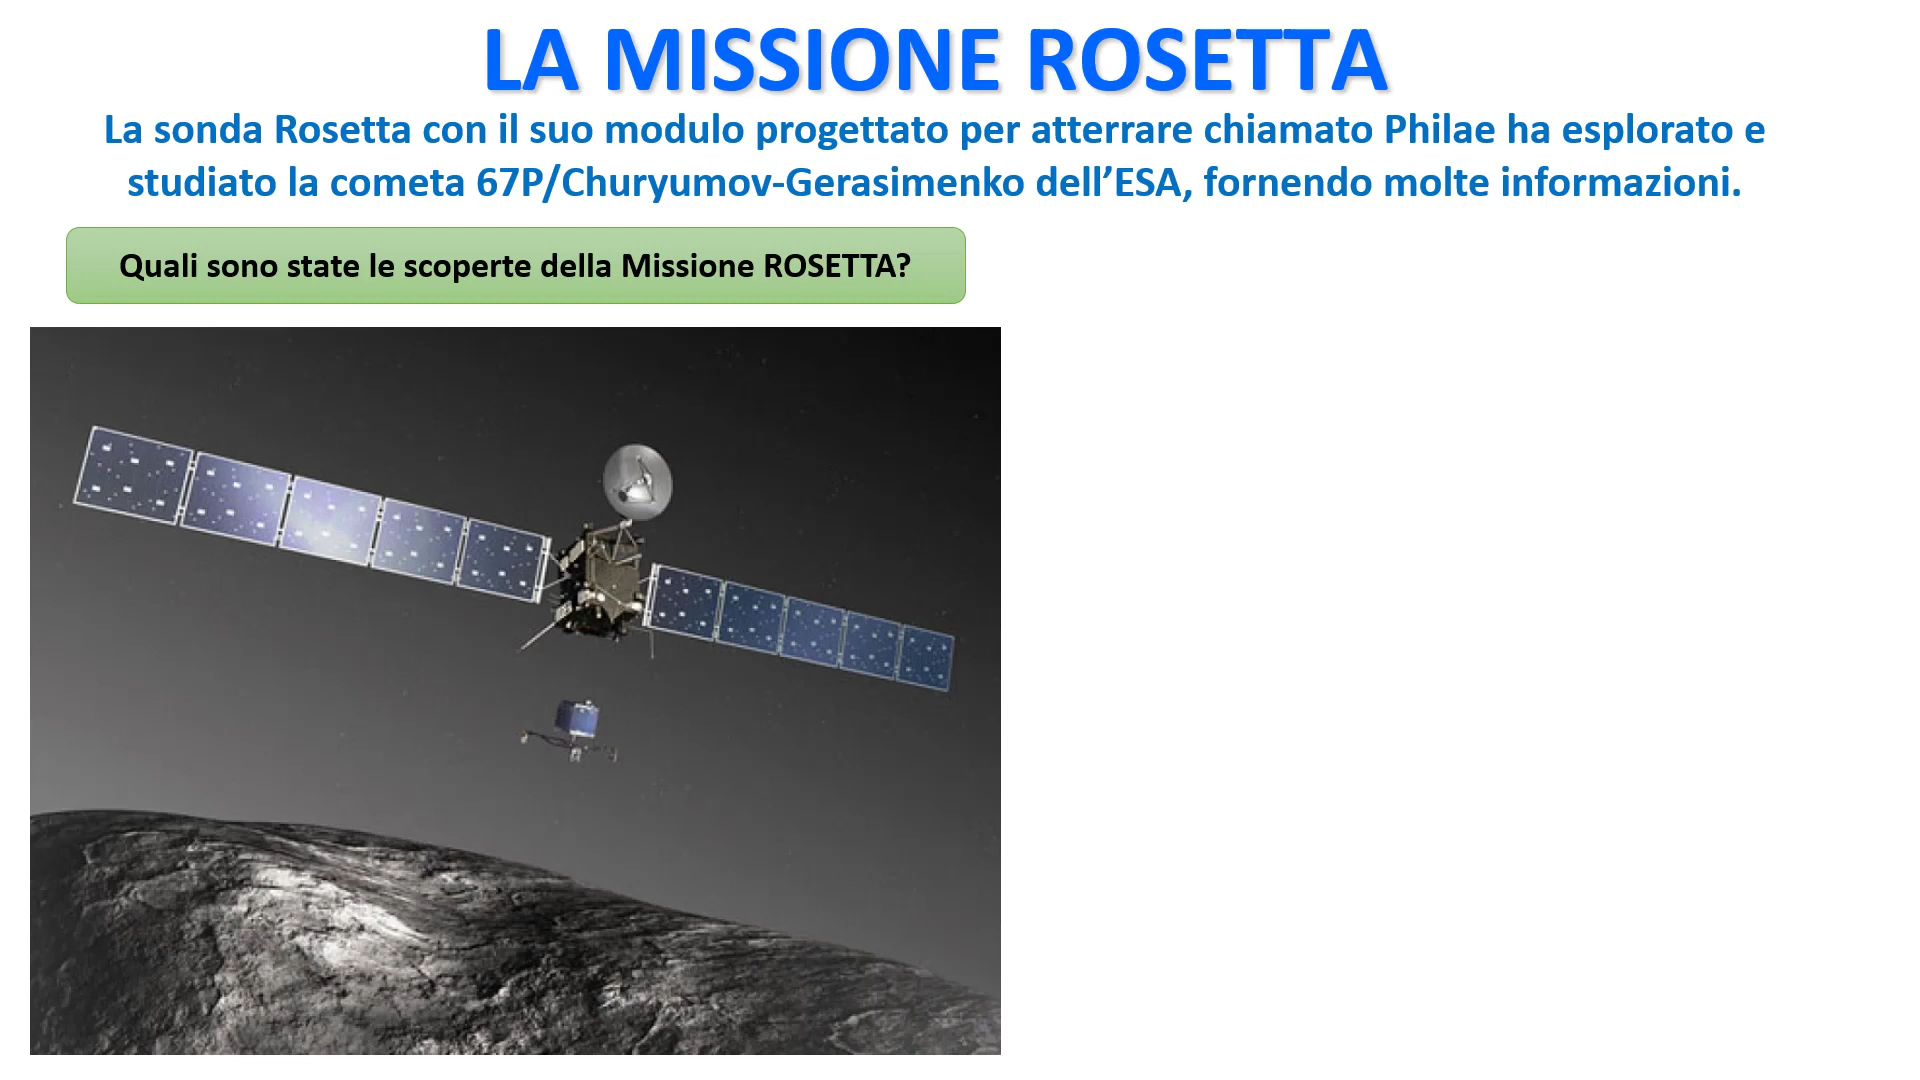 LA MISSIONE ROSETTA
La sonda Rosetta con il suo modulo progettato per atterrare chiamato Philae ha esplorato e
studiato la cometa 67P/Churyumov-Gerasimenko dell’ESA, fornendo molte informazioni.
Quali sono state le scoperte della Missione ROSETTA?